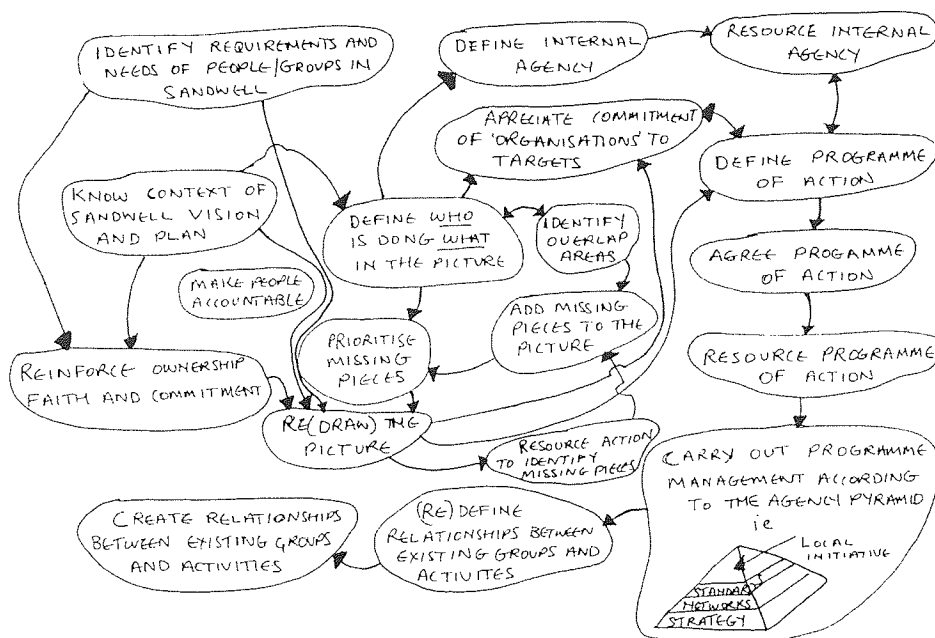 IDENTIFY REQUIREMENTS AND
NEEDS OF PEOPLE/GROUPS IN
SANDWELL
DEFINE INTERNAL
AGENCY
RESOURCE INTERNAL
AGENCY
APRECIATE COMMITMENT
OF 'ORGANISATIONS' TO
TARGETS
DEFINE PROGRAMME
OF ACTION
KNOW CONTEXT OF
SANDWELL VISION
AND PLAN
DEFINE WHO
IS DONG WHAT
IN THE PICTURE
IDENTIFY
OVERLAP
AREAS
AGREE PROGAMME
OF ACTION
MAKE PEOPLE
ACCOUNTABLE
PRIORITISE
MISSING
PIECES
ADD MISSING
PIECES TO THE
PICTURE
RESOURCE PROGRAMME
OF ACTION
REINFORCE OWNERSHIP
FAITH AND COMMITMENT
RE(DRAW) THE
PICTURE
RESOURCE ACTION
TO IDENTIFY
MISSING PIECES
CARRY OUT PROGRAMME
MANAGEMENT ACCORDING
TO THE AGENCY PYRAMID
ie
LOCAL
INITIATIVE
STANDARD
NETWORKS
STRATEGY
(RE) DEFINE
RELATIONSHIPS BETWEEN
EXISTING GROUPS AND
ACTIVITES
CREATE RELATIONSHIPS
BETWEEN EXISTING GROUPS
AND ACTIVITIES